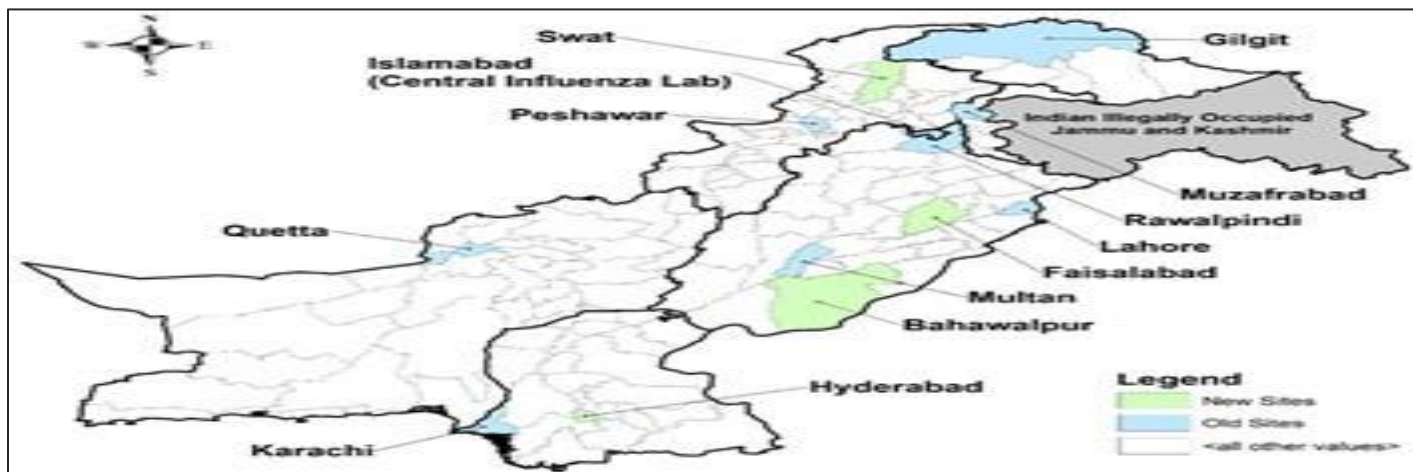 N
W
E
S
Swat
Gilgit
Islamabad
(Central Influenza Lab)
Peshawar
Indian Illegally Occupied
Jammu and Kashmir
Muzafrabad
Rawalpindi
Quetta
Lahore
Faisalabad
Multan
Bahawalpur
Hyderabad
Karachi
Legend
New Sites
Old Sites
<all other values>